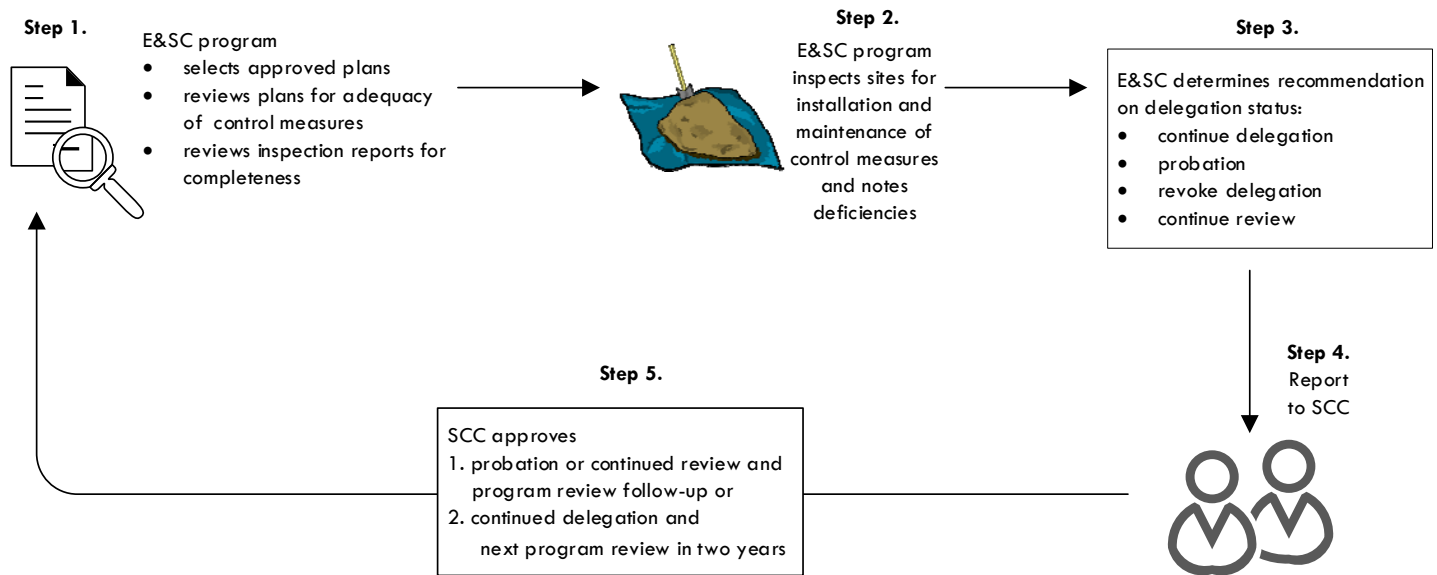 Step 1.
E&SC program
• selects approved plans
• reviews plans for adequacy
of control measures
• reviews inspection reports for
completeness
Step 2.
E&SC program
inspects sites for
installation and
maintenance of
control measures
and notes
deficiencies
Step 3.
E&SC determines recommendation
on delegation status:
• continue delegation
• probation
• revoke delegation
• continue review
Step 4.
Report
to SCC
Step 5.
SCC approves
1. probation or continued review and
program review follow-up or
2. continued delegation and
next program review in two years